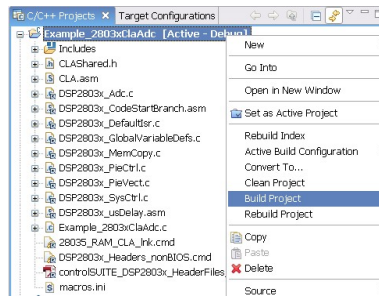 C/C++ Projects
Target Configurations
Example_2803xClaAdc [Active - Debug]
Includes
CLAShared.h
CLA.asm
DSP2803x_Adc.c
DSP2803x_CodeStartBranch.asm
DSP2803x_DefaultIsr.c
DSP2803x_GlobalVariableDefs.c
DSP2803x_MemCopy.c
DSP2803x_PieCtrl.c
DSP2803x_PieVect.c
DSP2803x_SysCtrl.c
DSP2803x_usDelay.asm
Example_2803xClaAdc.c
28035_RAM_CLA_lnk.cmd
DSP2803x_Headers_nonBIOS.cmd
controlSUITE_DSP2803x_HeaderFiles_
macros.ini
New
Go Into
Open in New Window
Set as Active Project
Rebuild Index
Active Build Configuration
Convert To...
Clean Project
Build Project
Rebuild Project
Copy
Paste
Delete
Source